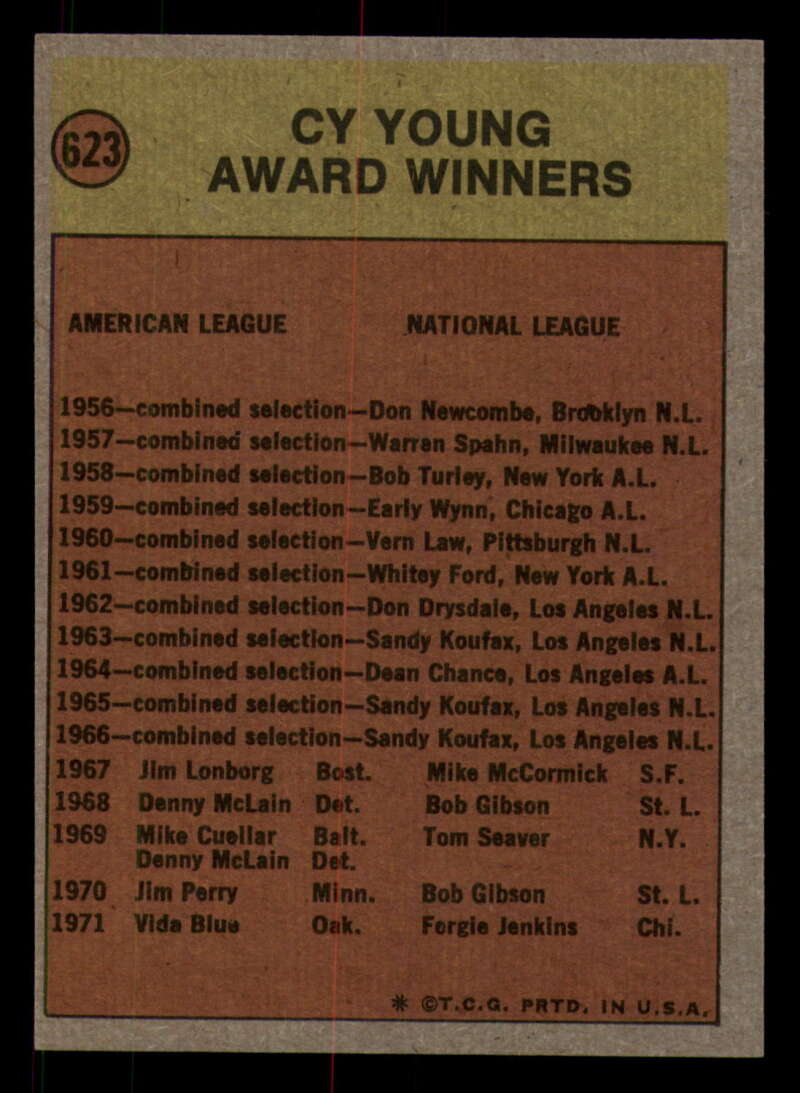 623
CY YOUNG
AWARD WINNERS
AMERICAN LEAGUE NATIONAL LEAGUE
1956—combined selection—Don Newcombe, Brooklyn N.L.
1957—combined selection—Warren Spahn, Milwaukee N.L.
1958—combined selection—Bob Turley, New York A.L.
1959—combined selection—Early Wynn, Chicago A.L.
1960—combined selection—Vern Law, Pittsburgh N.L.
1961—combined selection—Whitey Ford, New York A.L.
1962—combined selection—Don Drysdale, Los Angeles N.L.
1963—combined selection—Sandy Koufax, Los Angeles N.L.
1964—combined selection—Dean Chance, Los Angeles A.L.
1965—combined selection—Sandy Koufax, Los Angeles N.L.
1966—combined selection—Sandy Koufax, Los Angeles N.L.
1967 Jim Lonborg Bost. Mike McCormick S.F.
1968 Denny McLain Det. Bob Gibson St. L.
1969 Mike Cuellar Balt. Tom Seaver N.Y.
Denny McLain Det.
1970 Jim Perry Minn. Bob Gibson St. L.
1971 Vida Blue Oak. Fergie Jenkins Chi.
* ©T.C.G. PRTD. IN U.S.A.